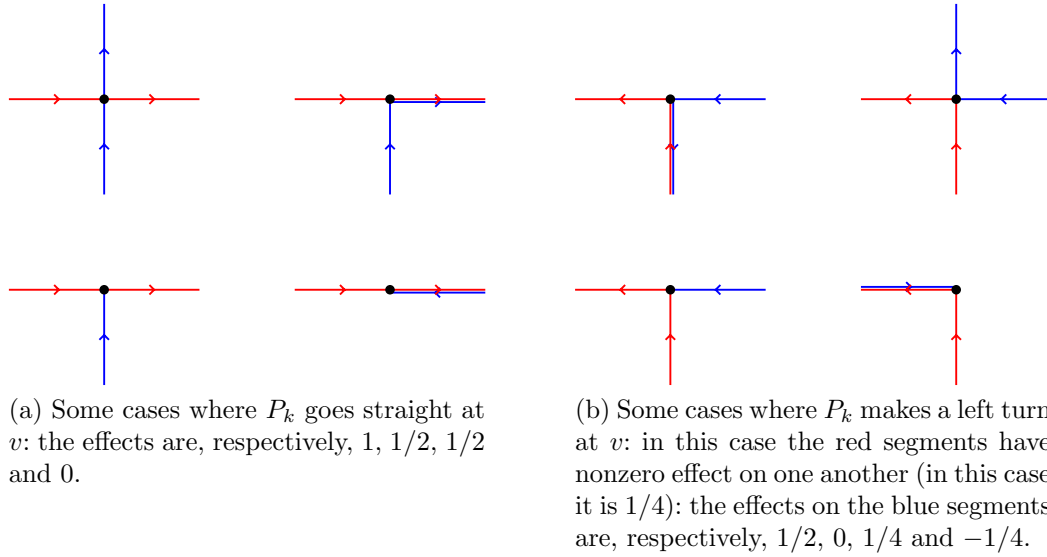 (a) Some cases where P_k goes straight at
v: the effects are, respectively, 1, 1/2, 1/2
and 0.
(b) Some cases where P_k makes a left turn
at v: in this case the red segments have
nonzero effect on one another (in this case
it is 1/4): the effects on the blue segments
are, respectively, 1/2, 0, 1/4 and −1/4.